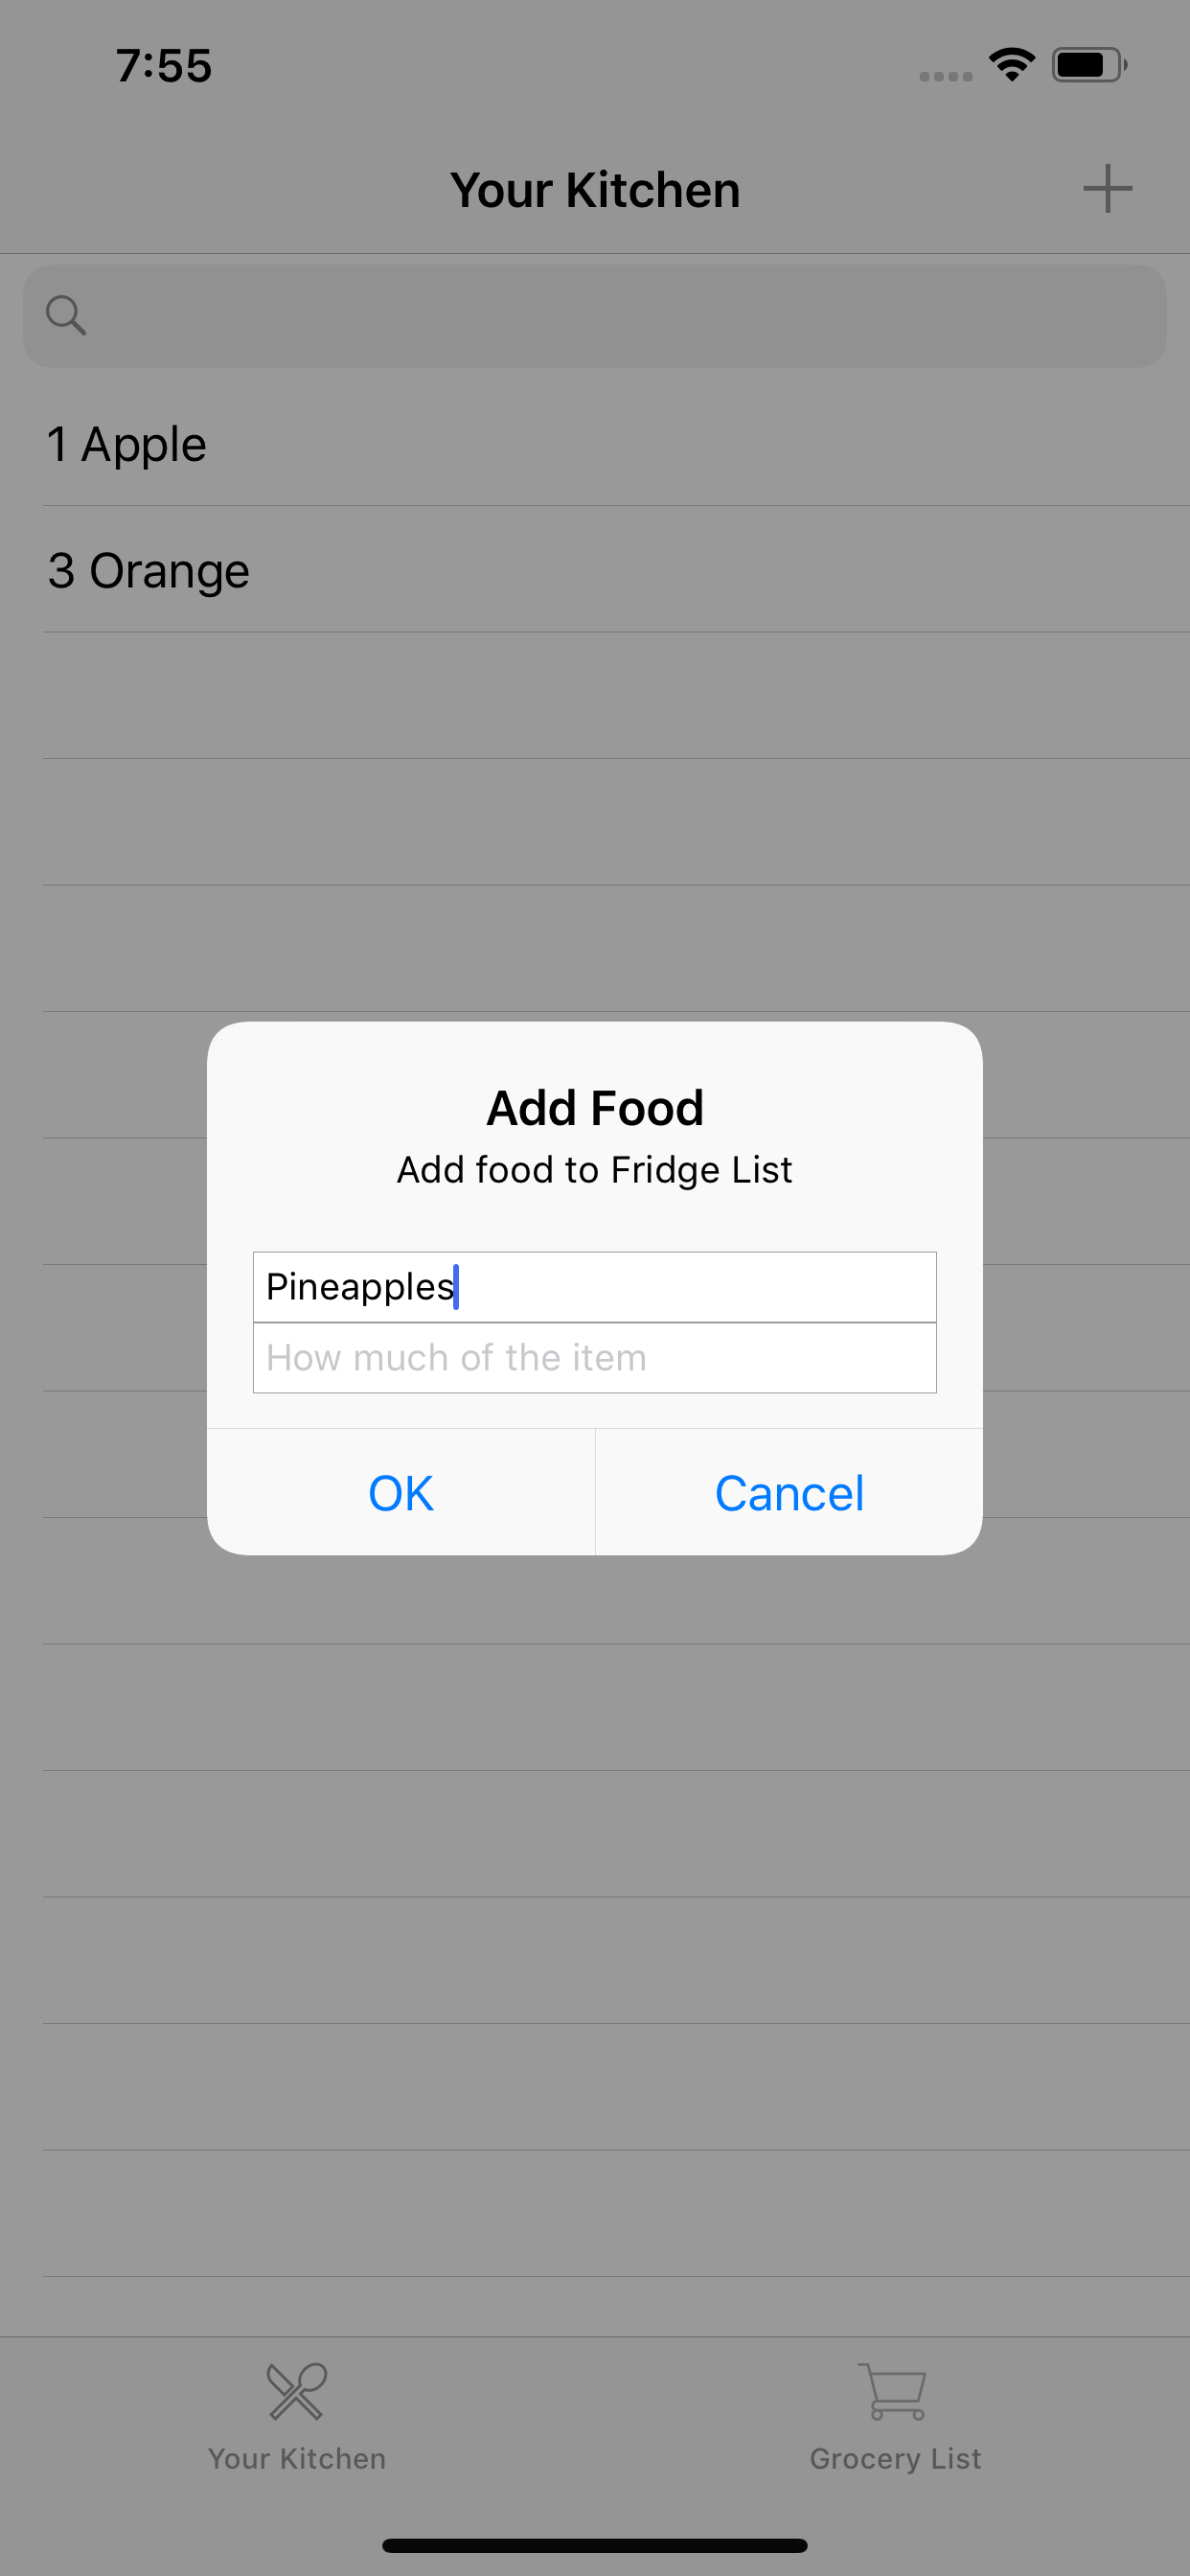 7:55
Your Kitchen
1 Apple
3 Orange
Add Food
Add food to Fridge List
Pineapples
How much of the item
OK Cancel
Your Kitchen Grocery List